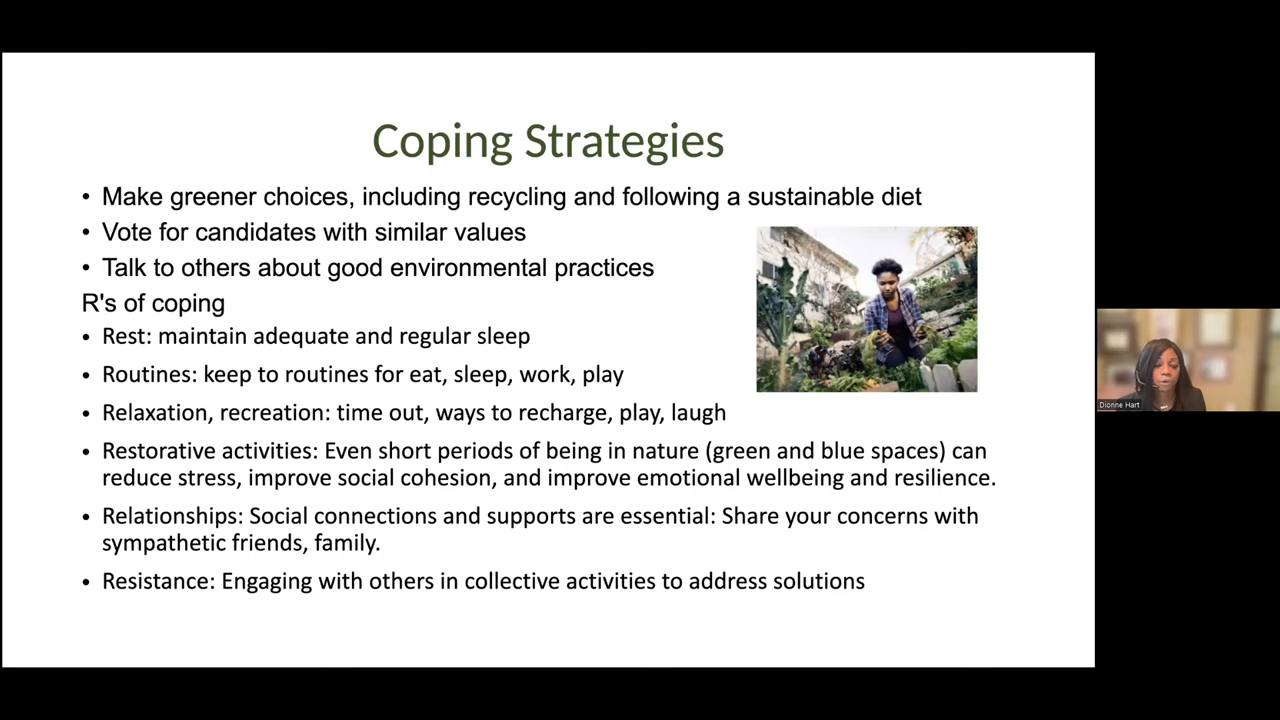 Coping Strategies
• Make greener choices, including recycling and following a sustainable diet
• Vote for candidates with similar values
• Talk to others about good environmental practices
R's of coping
• Rest: maintain adequate and regular sleep
• Routines: keep to routines for eat, sleep, work, play
• Relaxation, recreation: time out, ways to recharge, play, laugh
• Restorative activities: Even short periods of being in nature (green and blue spaces) can
reduce stress, improve social cohesion, and improve emotional wellbeing and resilience.
• Relationships: Social connections and supports are essential: Share your concerns with
sympathetic friends, family.
• Resistance: Engaging with others in collective activities to address solutions
Dionne Hart